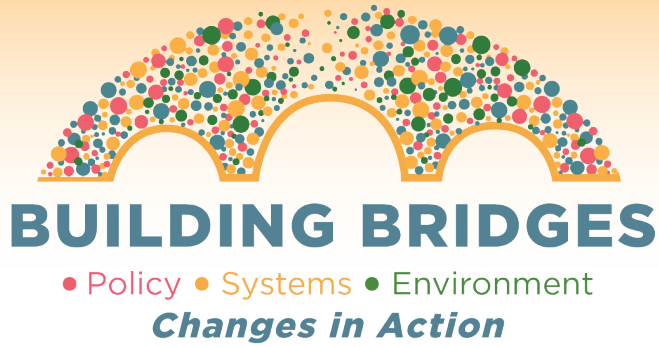 BUILDING BRIDGES
• Policy • Systems • Environment
Changes in Action